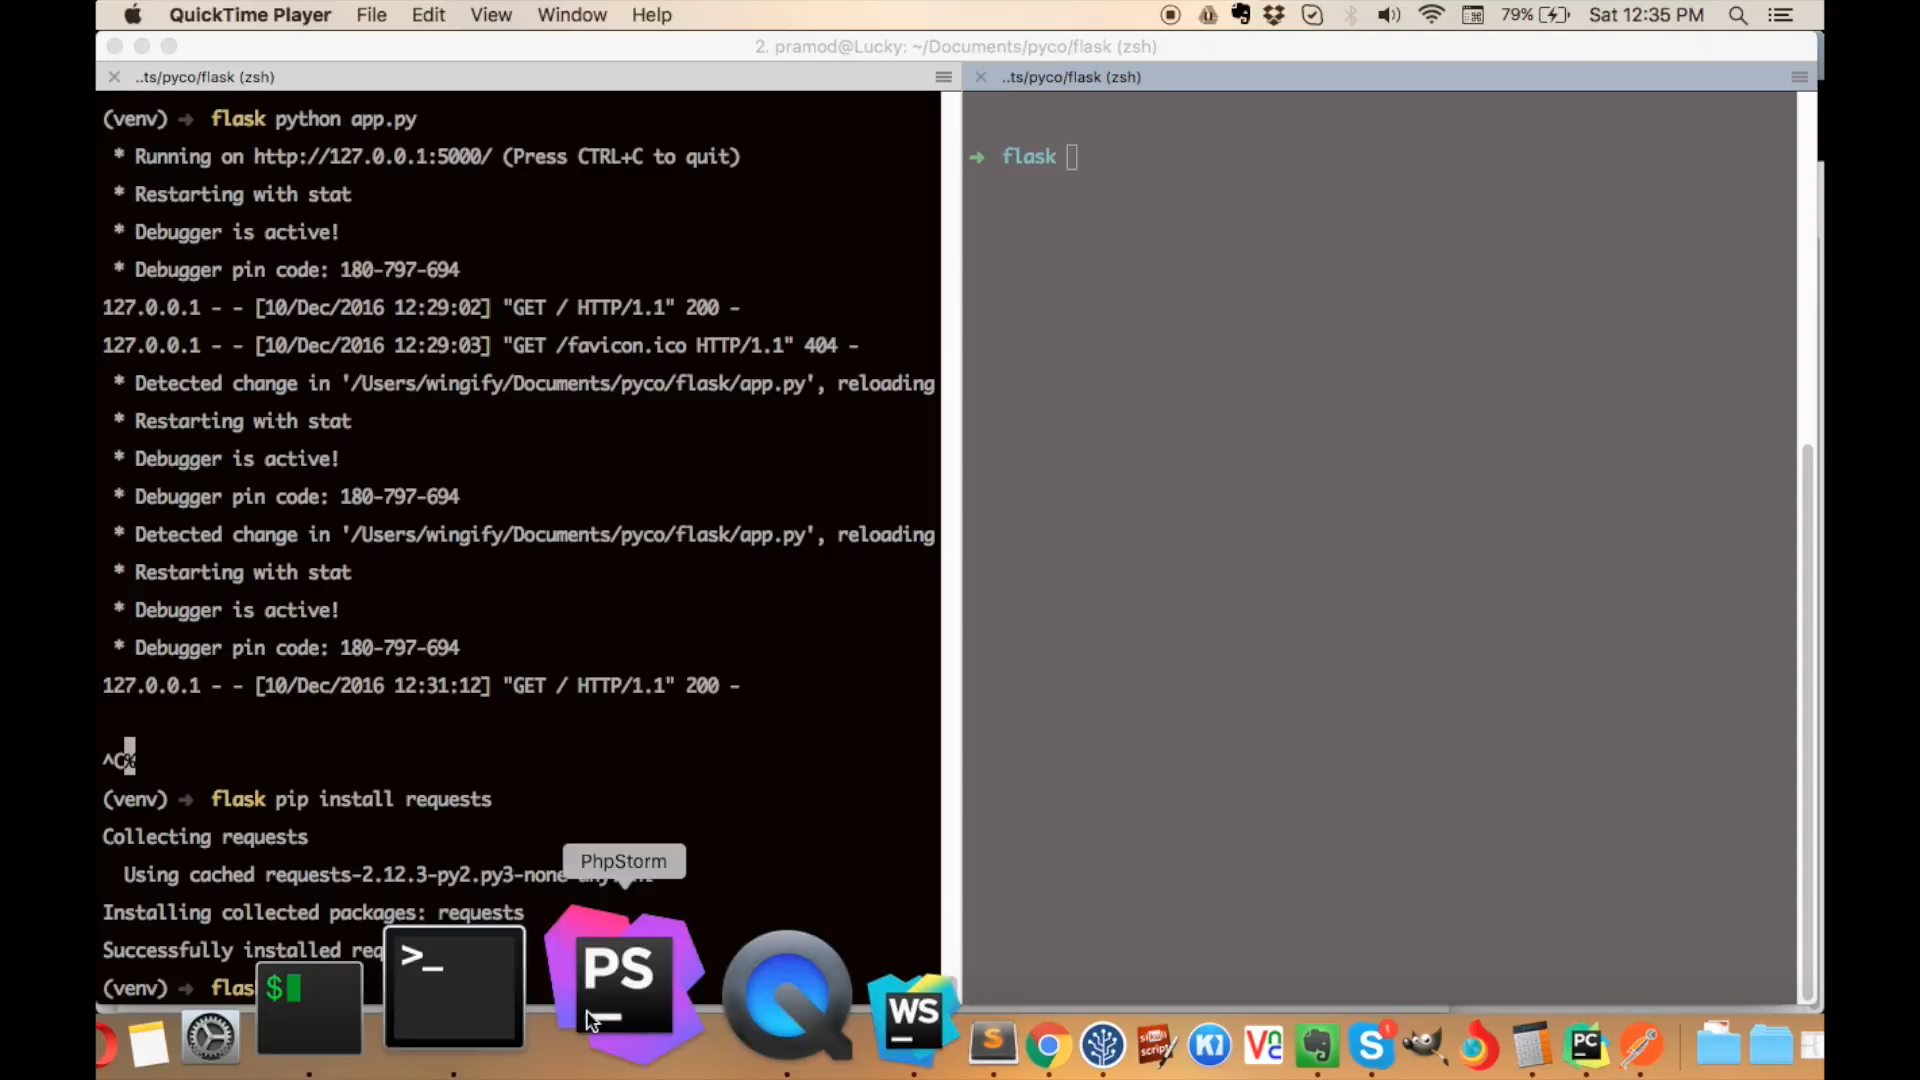 QuickTime Player File Edit View Window Help 79% Sat 12:35 PM
2. pramod@Lucky: ~/Documents/pyco/flask (zsh)
..ts/pyco/flask (zsh)
(venv) → flask python app.py
* Running on http://127.0.0.1:5000/ (Press CTRL+C to quit)
* Restarting with stat
* Debugger is active!
* Debugger pin code: 180-797-694
127.0.0.1 - - [10/Dec/2016 12:29:02] "GET / HTTP/1.1" 200 -
127.0.0.1 - - [10/Dec/2016 12:29:03] "GET /favicon.ico HTTP/1.1" 404 -
* Detected change in '/Users/wingify/Documents/pyco/flask/app.py', reloading
* Restarting with stat
* Debugger is active!
* Debugger pin code: 180-797-694
* Detected change in '/Users/wingify/Documents/pyco/flask/app.py', reloading
* Restarting with stat
* Debugger is active!
* Debugger pin code: 180-797-694
127.0.0.1 - - [10/Dec/2016 12:31:12] "GET / HTTP/1.1" 200 -
^C%
(venv) → flask pip install requests
Collecting requests
Using cached requests-2.12.3-py2.py3-none-
Installing collected packages: requests
Successfully installed req
(venv) → flas
..ts/pyco/flask (zsh)
→ flask
PhpStorm
$
>_
PS
WS
S
script
K1
VC
S
1
PC